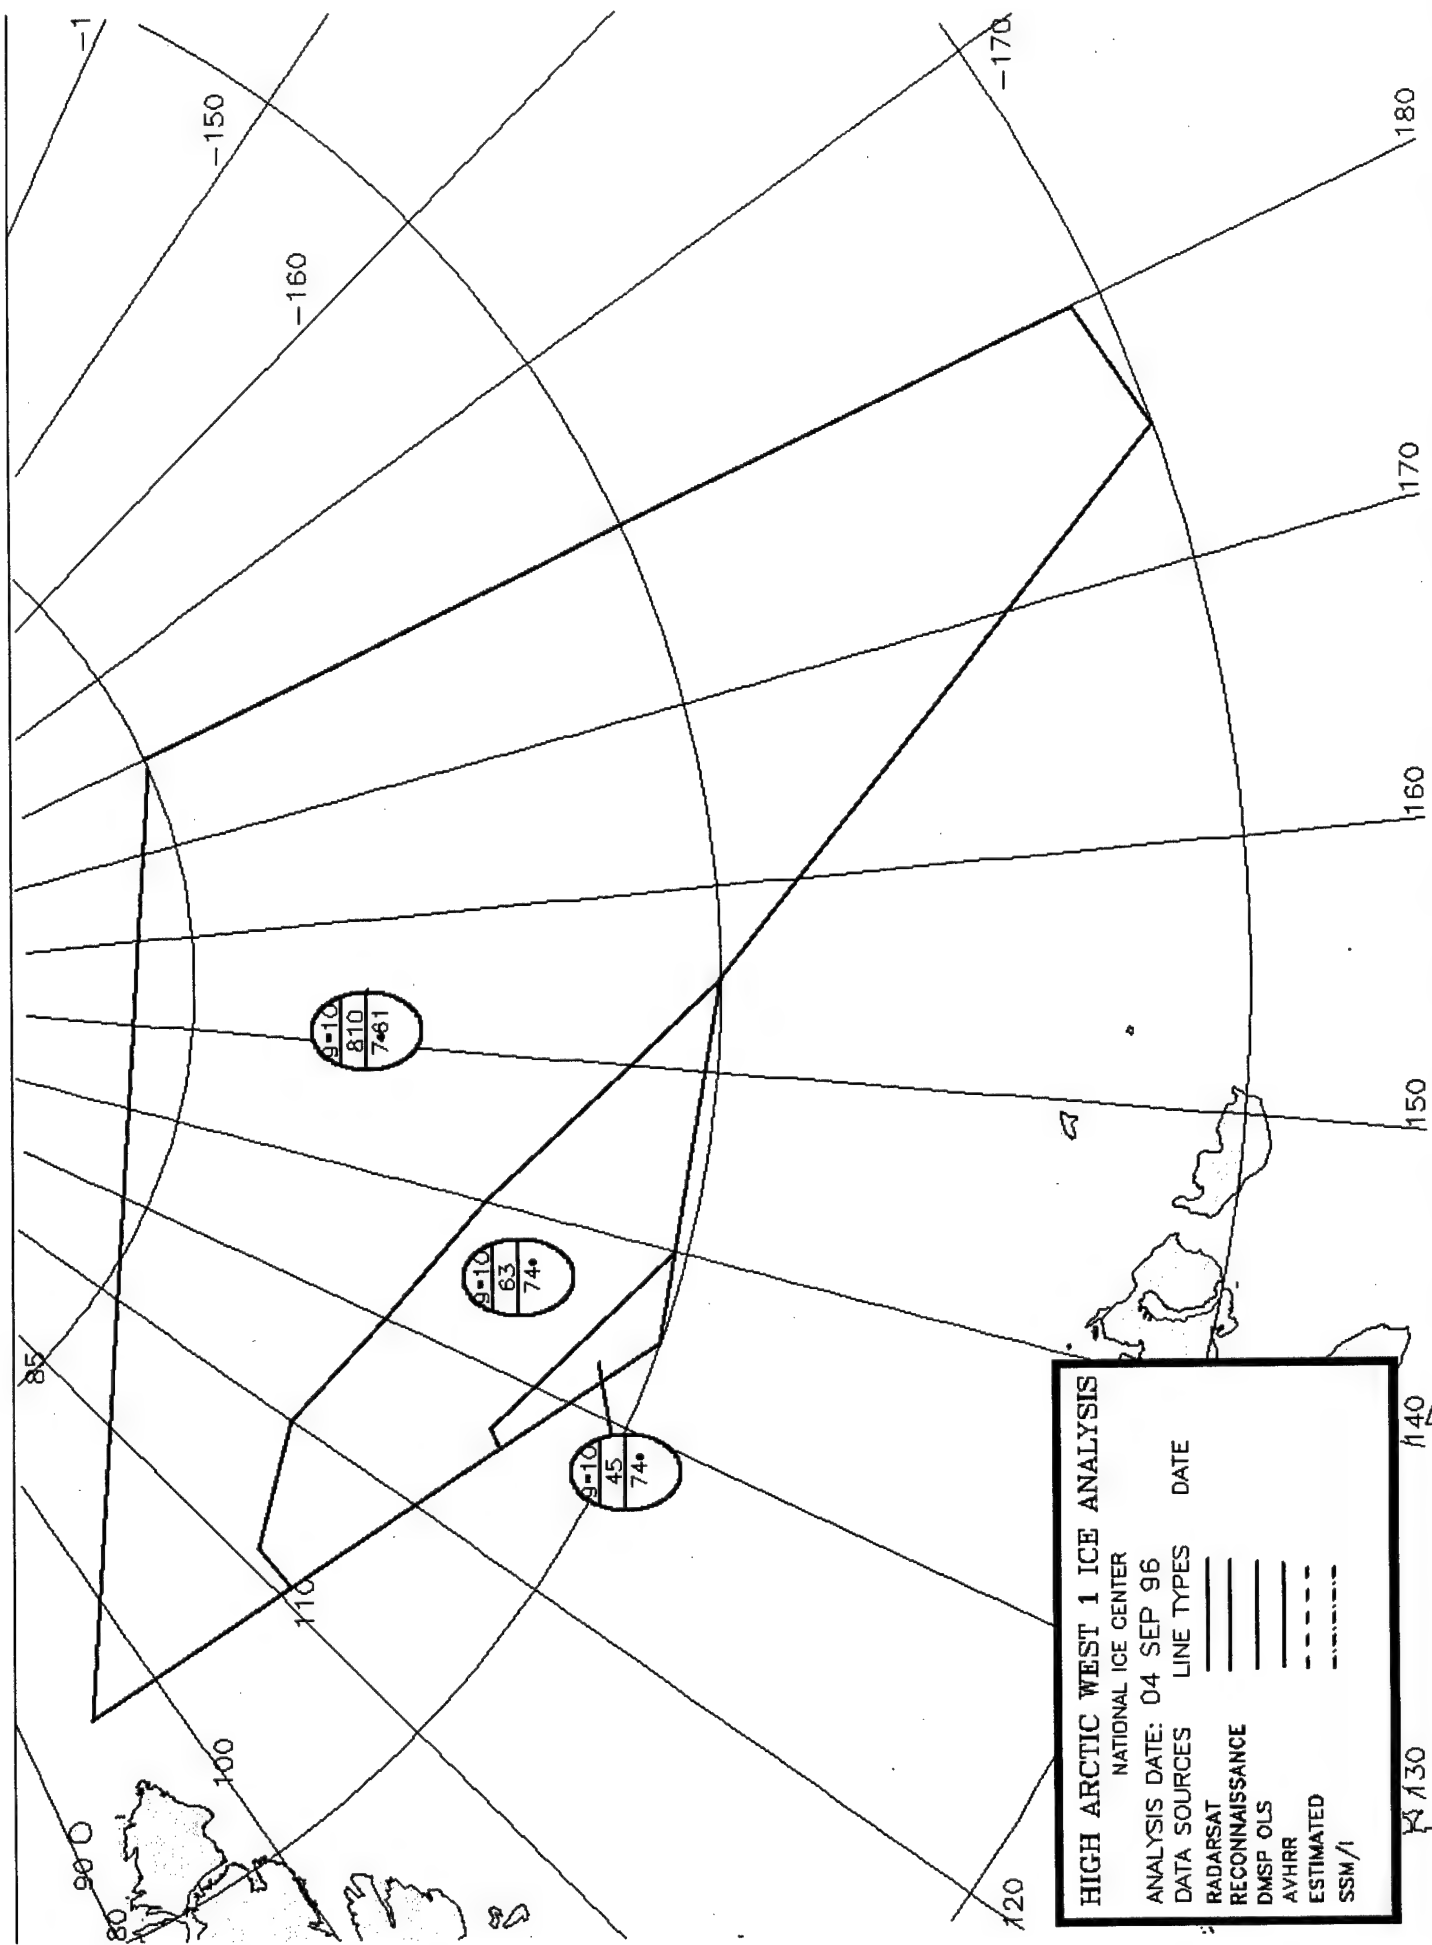 -1
-150
-160
-170
180
170
160
150
140
130
120
110
100
90
80
85
0
9-10
810
7•61
9-10
63
74•
9-10
45
74•
HIGH ARCTIC WEST 1 ICE ANALYSIS
NATIONAL ICE CENTER
ANALYSIS DATE: 04 SEP 96
DATA SOURCES LINE TYPES DATE
RADARSAT
RECONNAISSANCE
DMSP OLS
AVHRR
ESTIMATED
SSM/I